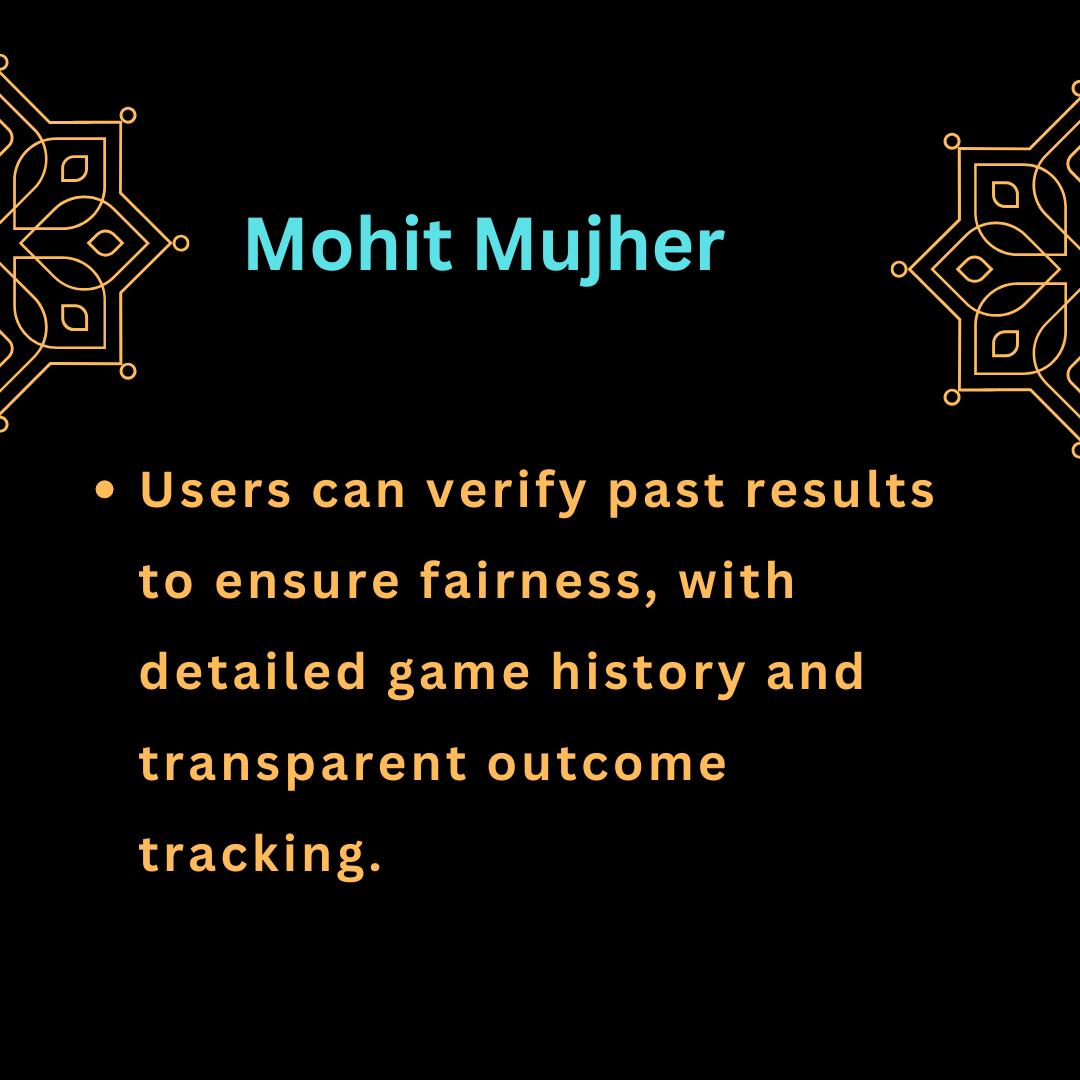 Mohit Mujher
• Users can verify past results
to ensure fairness, with
detailed game history and
transparent outcome
tracking.